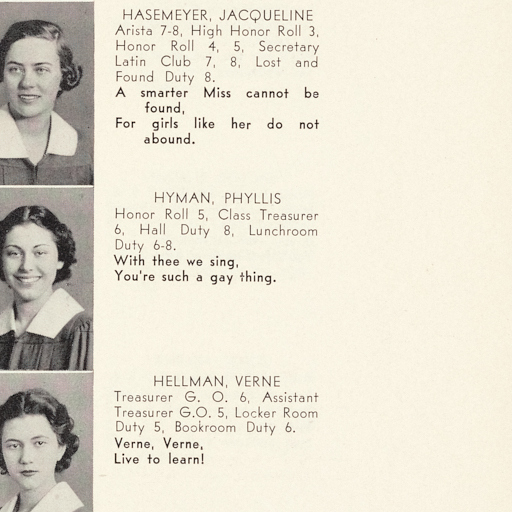 HASEMEYER, JACQUELINE
Arista 7-8, High Honor Roll 3,
Honor Roll 4, 5, Secretary
Latin Club 7, 8, Lost and
Found Duty 8.
A smarter Miss cannot be
found,
For girls like her do not
abound.
HYMAN, PHYLLIS
Honor Roll 5, Class Treasurer
6, Hall Duty 8, Lunchroom
Duty 6-8.
With thee we sing,
You're such a gay thing.
HELLMAN, VERNE
Treasurer G. O. 6, Assistant
Treasurer G.O. 5, Locker Room
Duty 5, Bookroom Duty 6.
Verne, Verne,
Live to learn!